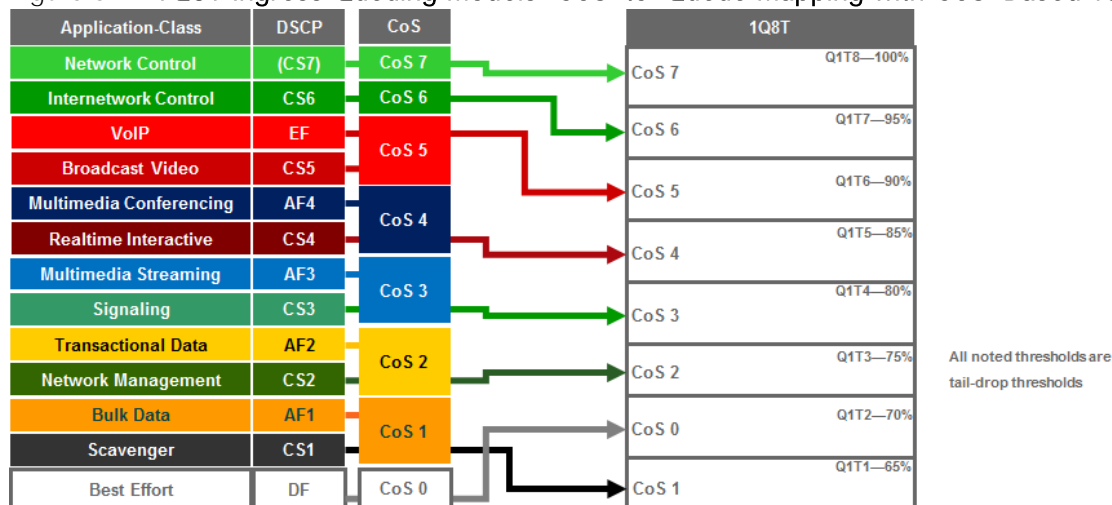 Application-Class DSCP CoS 1Q8T
Network Control (CS7) CoS 7
Internetwork Control CS6 CoS 6
VoIP EF CoS 5
Broadcast Video CS5
Multimedia Conferencing AF4 CoS 4
Realtime Interactive CS4
Multimedia Streaming AF3 CoS 3
Signaling CS3
Transactional Data AF2 CoS 2
Network Management CS2
Bulk Data AF1 CoS 1
Scavenger CS1
Best Effort DF CoS 0
Q1T8—100%
CoS 7
Q1T7—95%
CoS 6
Q1T6—90%
CoS 5
Q1T5—85%
CoS 4
Q1T4—80%
CoS 3
Q1T3—75%
CoS 2
Q1T2—70%
CoS 0
Q1T1—65%
CoS 1
All noted thresholds are
tail-drop thresholds